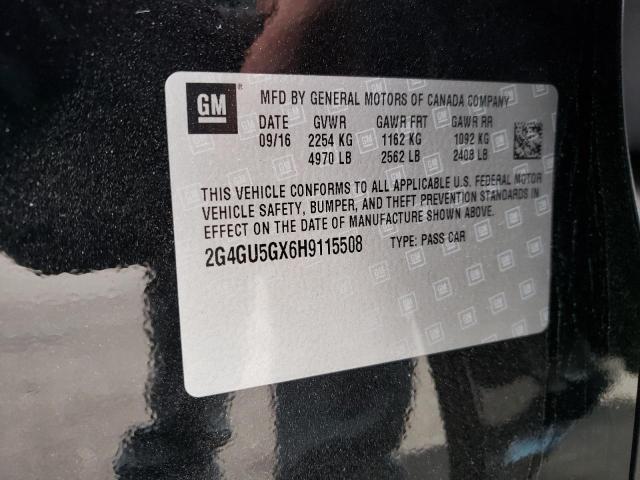 GM ®
MFD BY GENERAL MOTORS OF CANADA COMPANY
DATE GVWR GAWR FRT GAWR RR
09/16 2254 KG 1162 KG 1092 KG
4970 LB 2562 LB 2408 LB
THIS VEHICLE CONFORMS TO ALL APPLICABLE U.S. FEDERAL MOTOR
VEHICLE SAFETY, BUMPER, AND THEFT PREVENTION STANDARDS IN
EFFECT ON THE DATE OF MANUFACTURE SHOWN ABOVE.
2G4GU5GX6H9115508 TYPE: PASS CAR